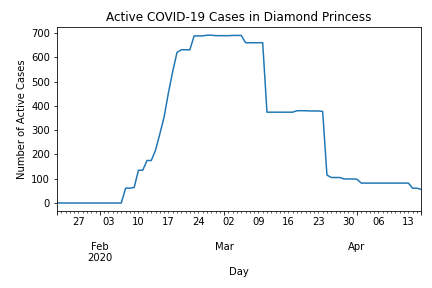 Active COVID-19 Cases in Diamond Princess
700
600
500
400
300
200
100
0
Number of Active Cases
27 03 10 17 24 02 09 16 23 30 06 13
Feb Mar Apr
2020
Day